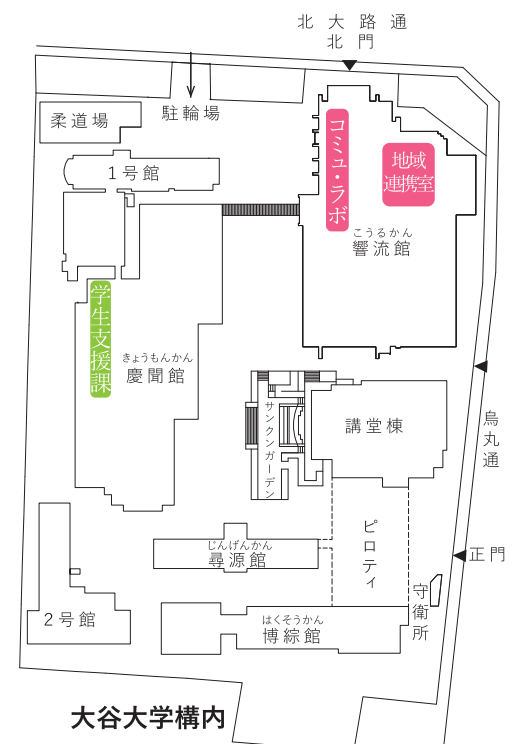 北大路通
北門
柔道場
駐輪場
1号館
コミュ・ラボ
地域
連携室
こうるかん
響流館
学生支援課
きょうもんかん
慶聞館
サンクンガーデン
講堂棟
烏丸通
ピロティ
じんげんかん
尋源館
正門
守衛所
2号館
はくそうかん
博綜館
大谷大学構内